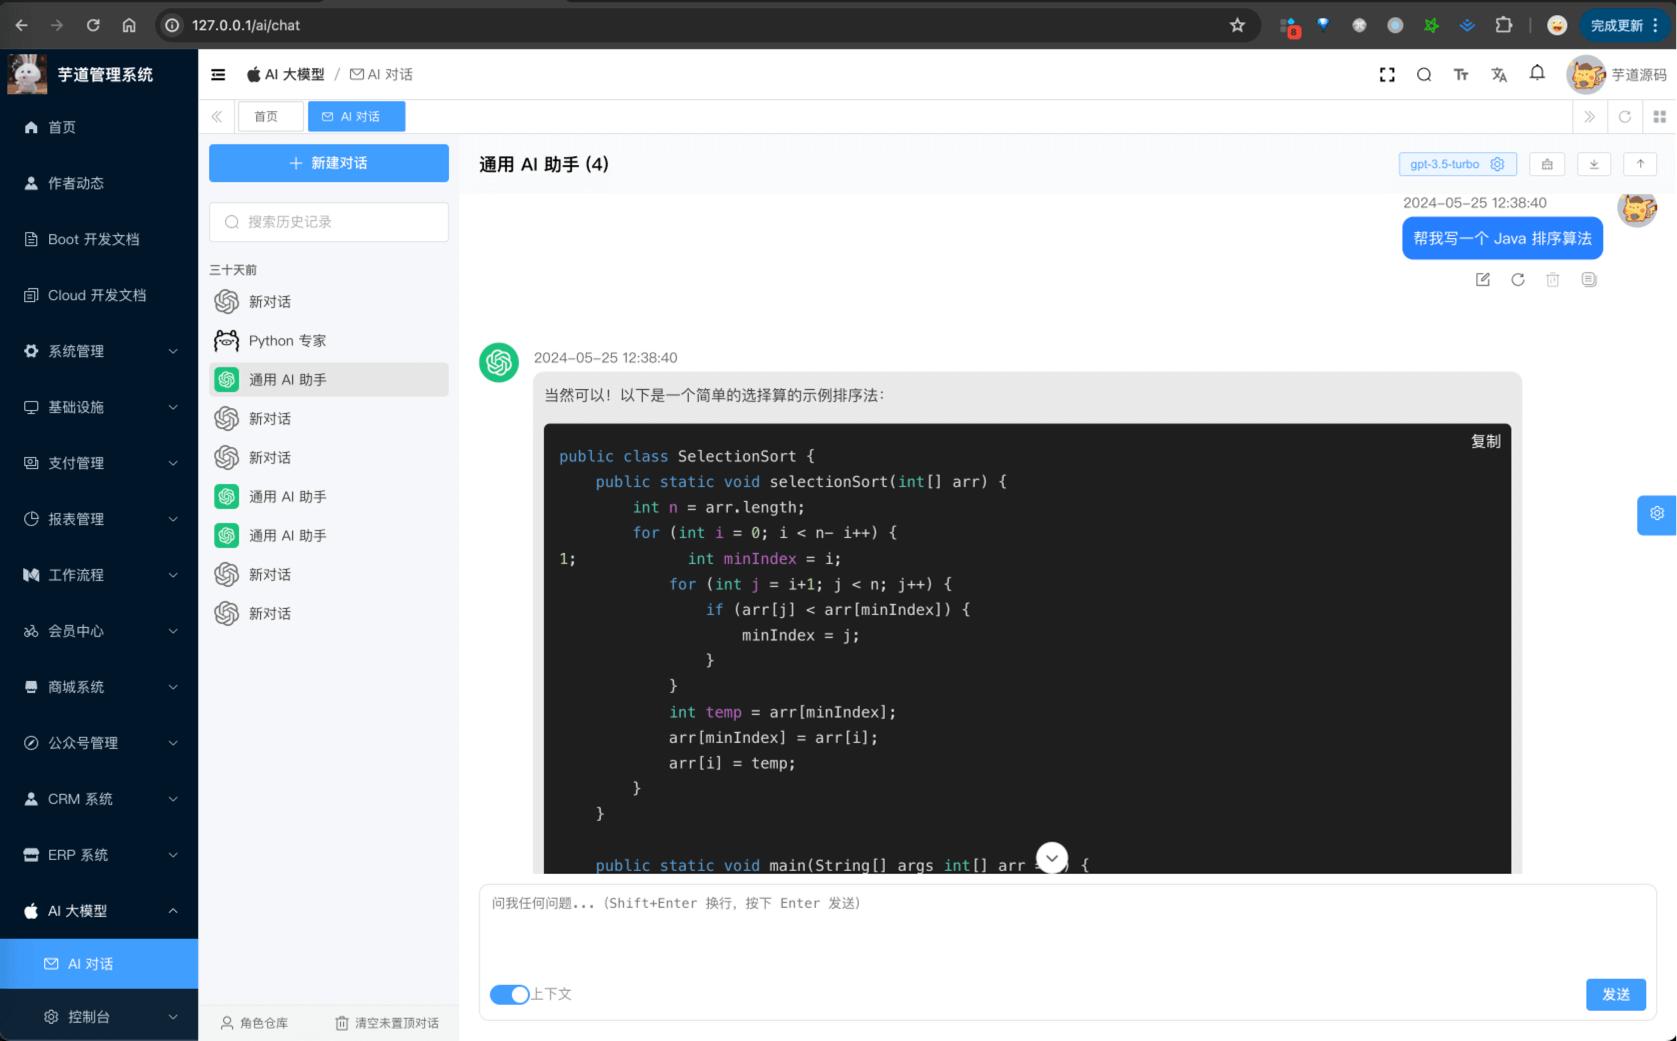 127.0.0.1/ai/chat
8
完成更新
芋道管理系统
AI 大模型 / AI 对话
芋道源码
首页
AI 对话
首页
作者动态
Boot 开发文档
Cloud 开发文档
系统管理
基础设施
支付管理
报表管理
工作流程
会员中心
商城系统
公众号管理
CRM 系统
ERP 系统
AI 大模型
AI 对话
控制台
新建对话
搜索历史记录
三十天前
新对话
Python 专家
通用 AI 助手
新对话
新对话
通用 AI 助手
通用 AI 助手
新对话
新对话
角色仓库
清空未置顶对话
通用 AI 助手 (4)
gpt-3.5-turbo
2024-05-25 12:38:40
帮我写一个 Java 排序算法
2024-05-25 12:38:40
当然可以！以下是一个简单的选择算的示例排序法：
复制
public class SelectionSort {
    public static void selectionSort(int[] arr) {
        int n = arr.length;
        for (int i = 0; i < n- i++) {
1;            int minIndex = i;
            for (int j = i+1; j < n; j++) {
                if (arr[j] < arr[minIndex]) {
                    minIndex = j;
                }
            }
            int temp = arr[minIndex];
            arr[minIndex] = arr[i];
            arr[i] = temp;
        }
    }
    public static void main(String[] args int[] arr {
问我任何问题...（Shift+Enter 换行，按下 Enter 发送）
上下文
发送